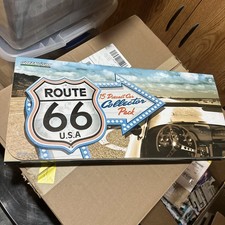 ROUTE
66
U.S.A
15 Diecast Car
Collector
Pack